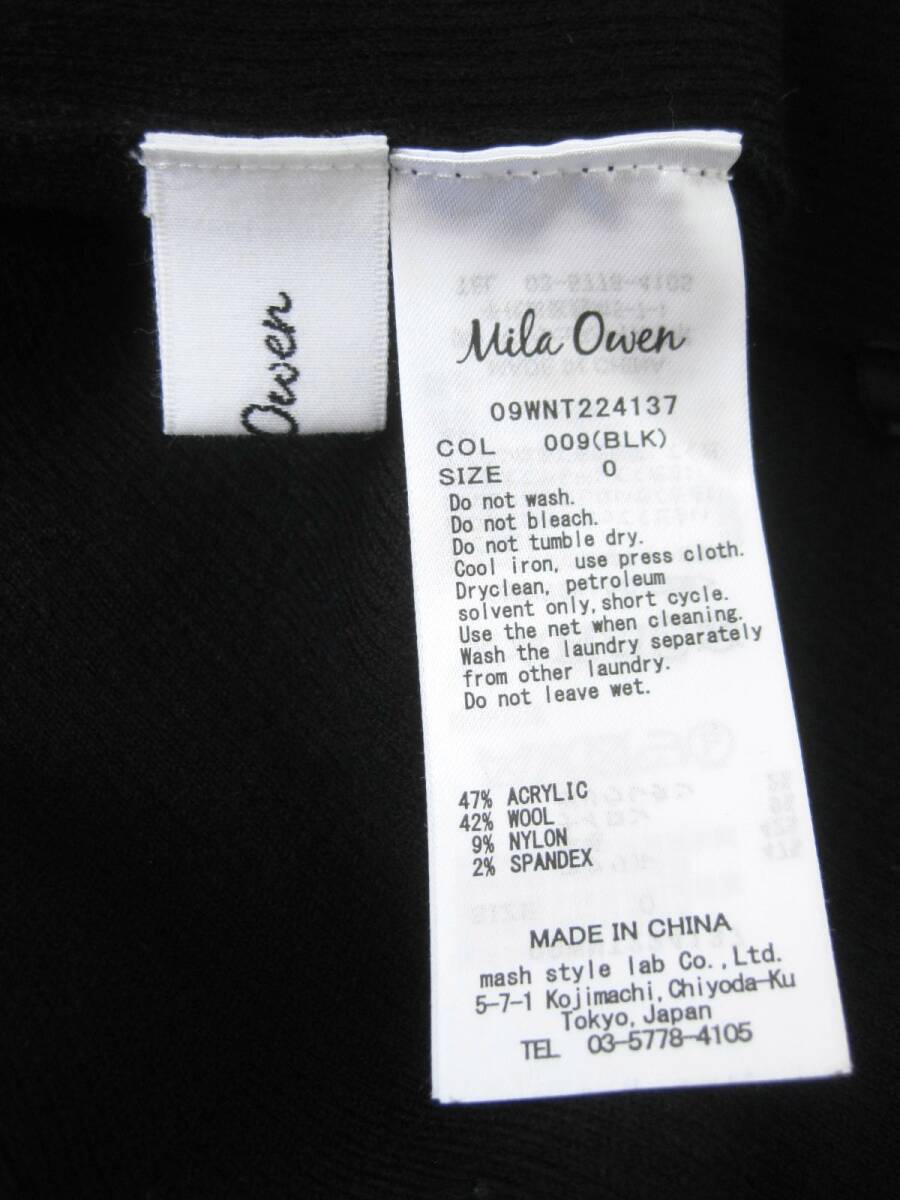 Owen
Mila Owen
09WNT224137
COL 009(BLK)
SIZE 0
Do not wash.
Do not bleach.
Do not tumble dry.
Cool iron, use press cloth.
Dryclean, petroleum
solvent only,short cycle.
Use the net when cleaning.
Wash the laundry separately
from other laundry.
Do not leave wet.
47% ACRYLIC
42% WOOL
9% NYLON
2% SPANDEX
MADE IN CHINA
mash style lab Co.,Ltd.
5-7-1 Kojimachi,Chiyoda-Ku
Tokyo,Japan
TEL 03-5778-4105